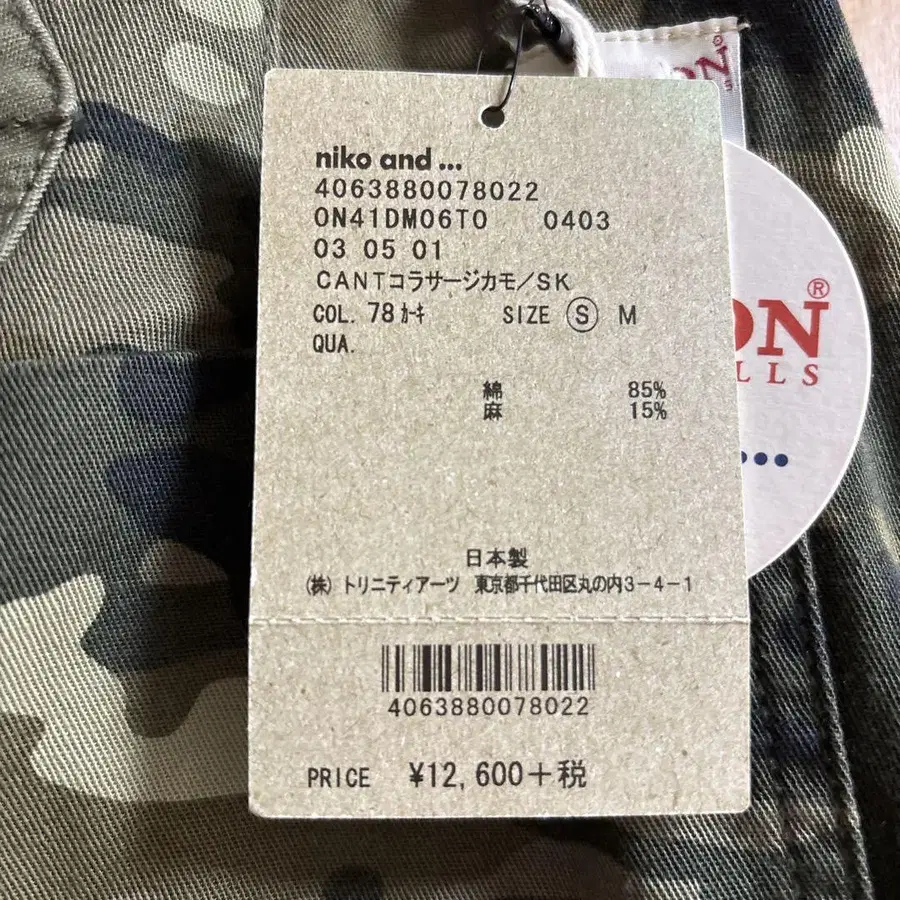 niko and ...
4063880078022
0N41DM06TO 0403
03 05 01
CANTコラサージカモ／SK
COL. 78 ｶｰｷ SIZE Ⓢ M
QUA.
綿 85%
麻 15%
日本製
(株) トリニティアーツ 東京都千代田区丸の内3-4-1
4063880078022
PRICE ¥12,600+税